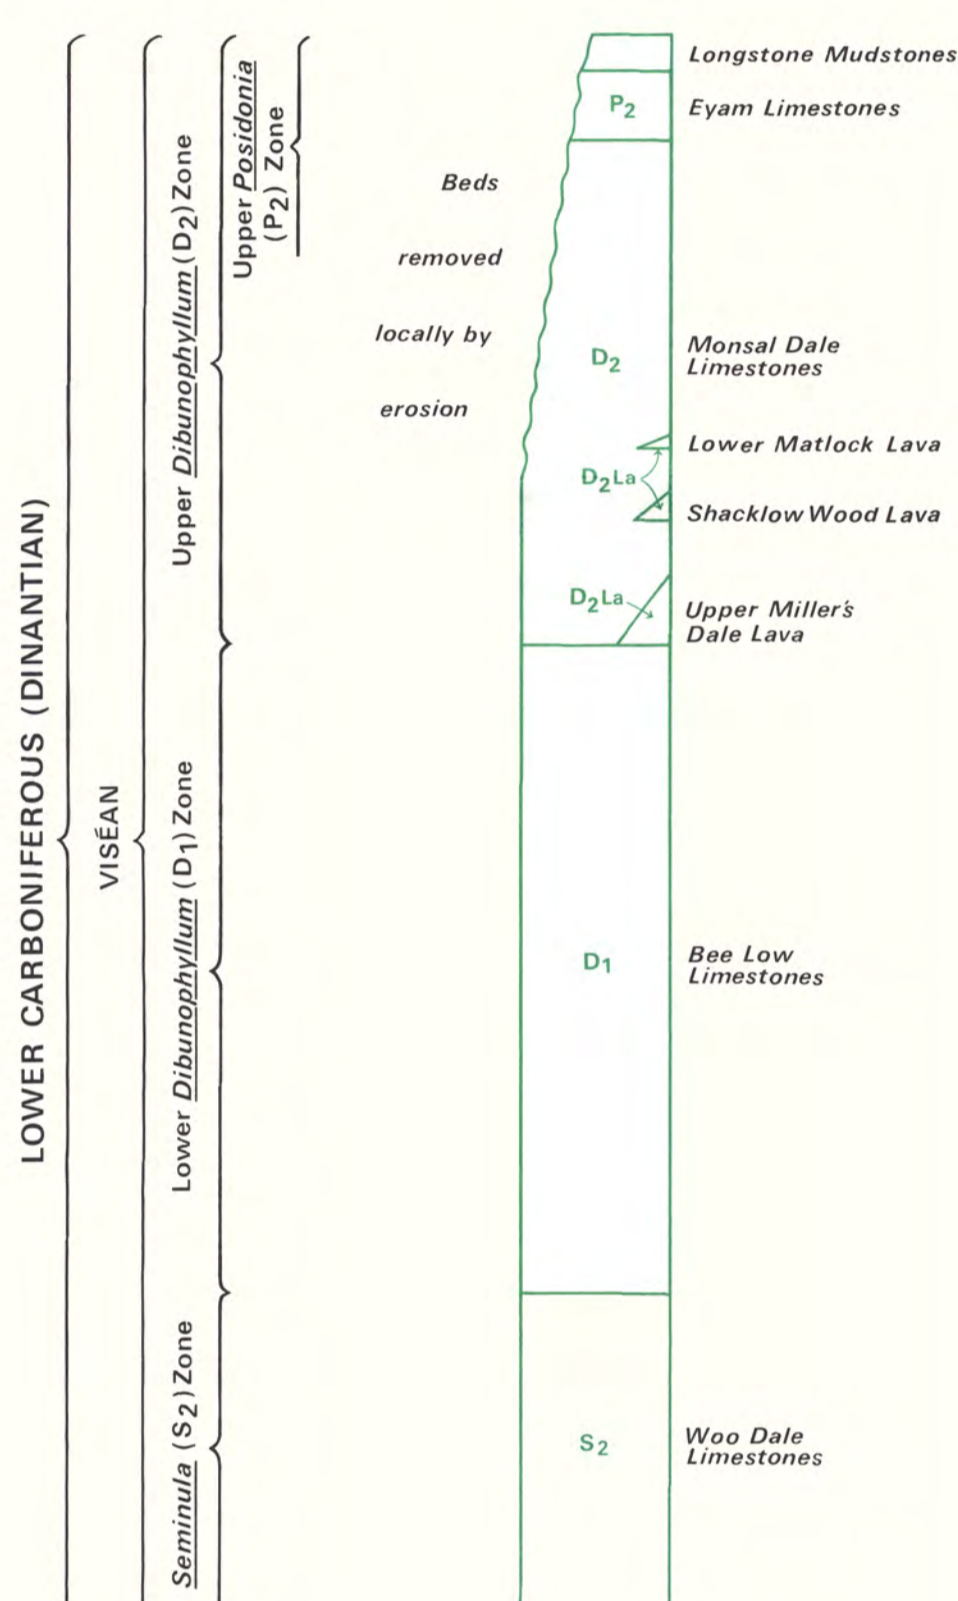 LOWER CARBONIFEROUS (DINANTIAN)
VISÉAN
Upper Dibunophyllum (D2) Zone
Lower Dibunophyllum (D1) Zone
Seminula (S2) Zone
Upper Posidonia
(P2) Zone
Beds
removed
locally by
erosion
P2
D2
D2La
D2La
D1
S2
Longstone Mudstones
Eyam Limestones
Monsal Dale
Limestones
Lower Matlock Lava
Shacklow Wood Lava
Upper Miller's
Dale Lava
Bee Low
Limestones
Woo Dale
Limestones